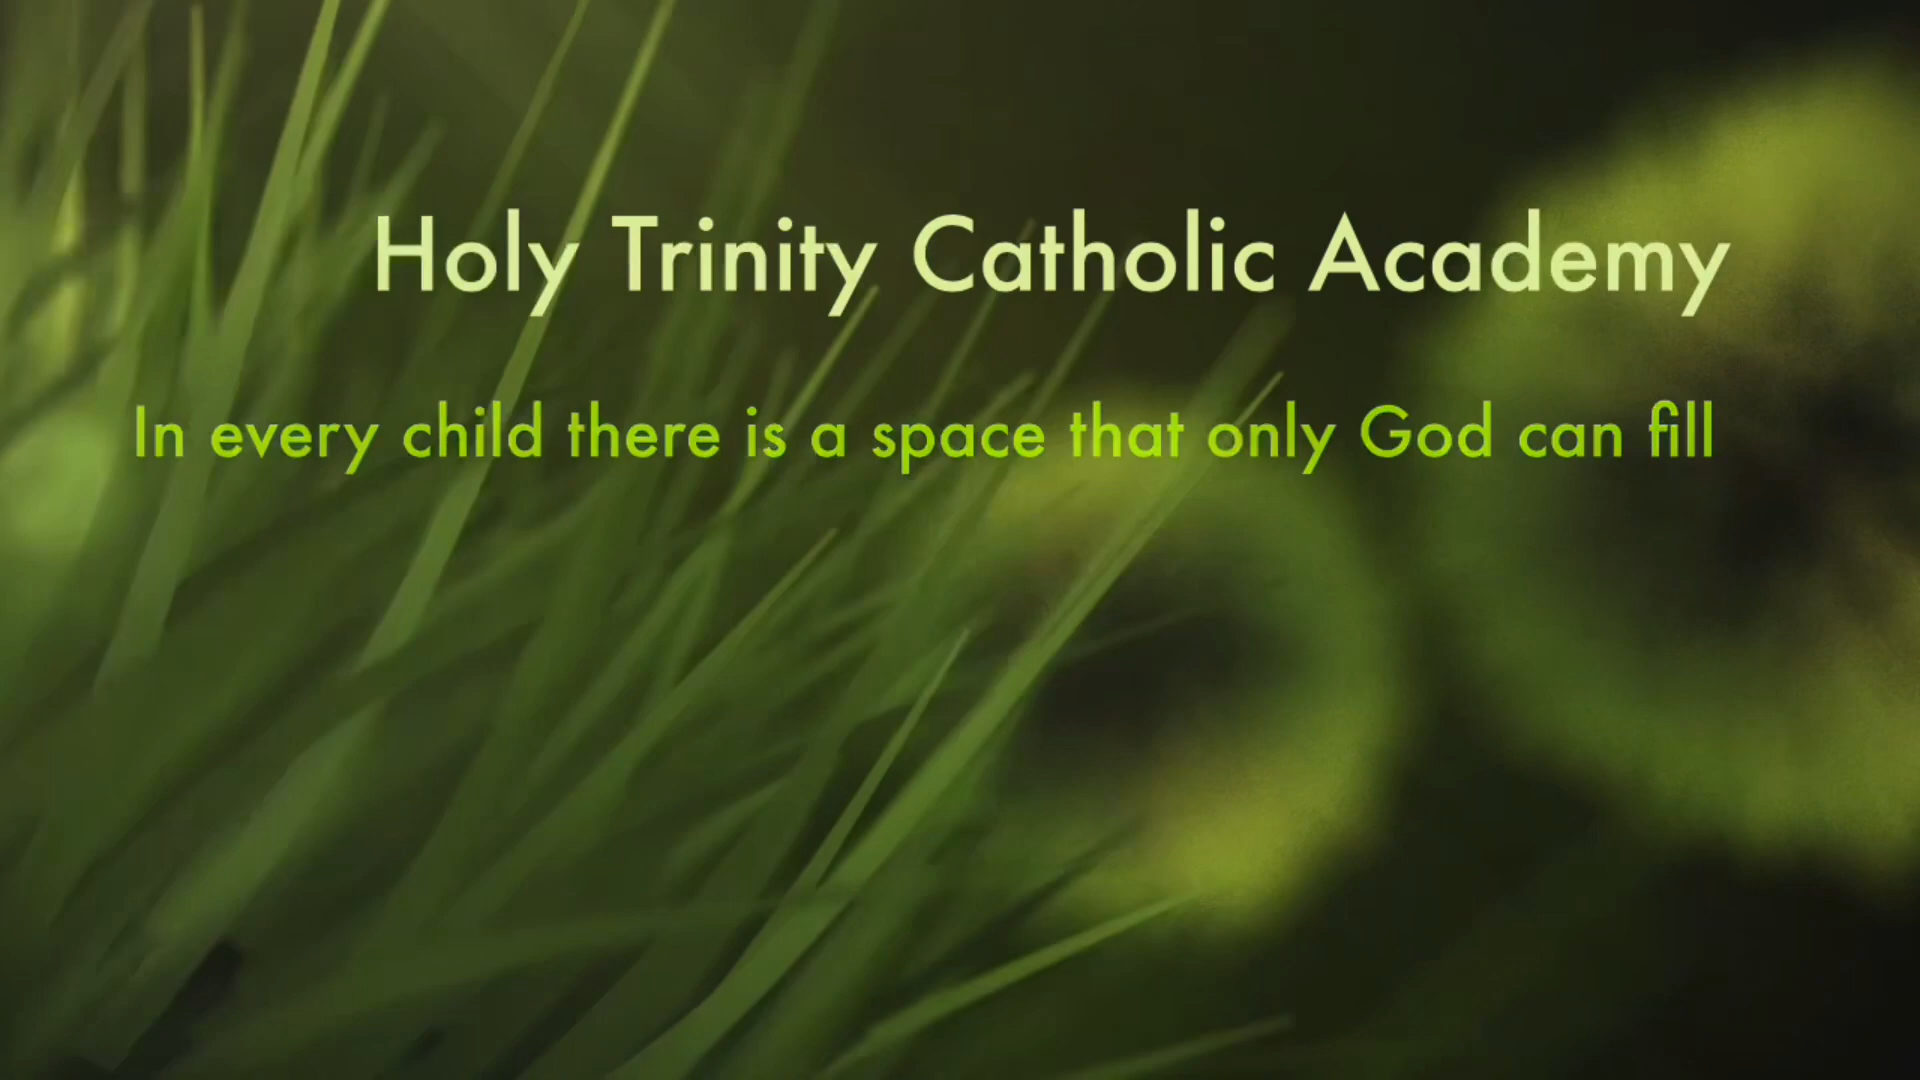 Holy Trinity Catholic Academy
In every child there is a space that only God can fill